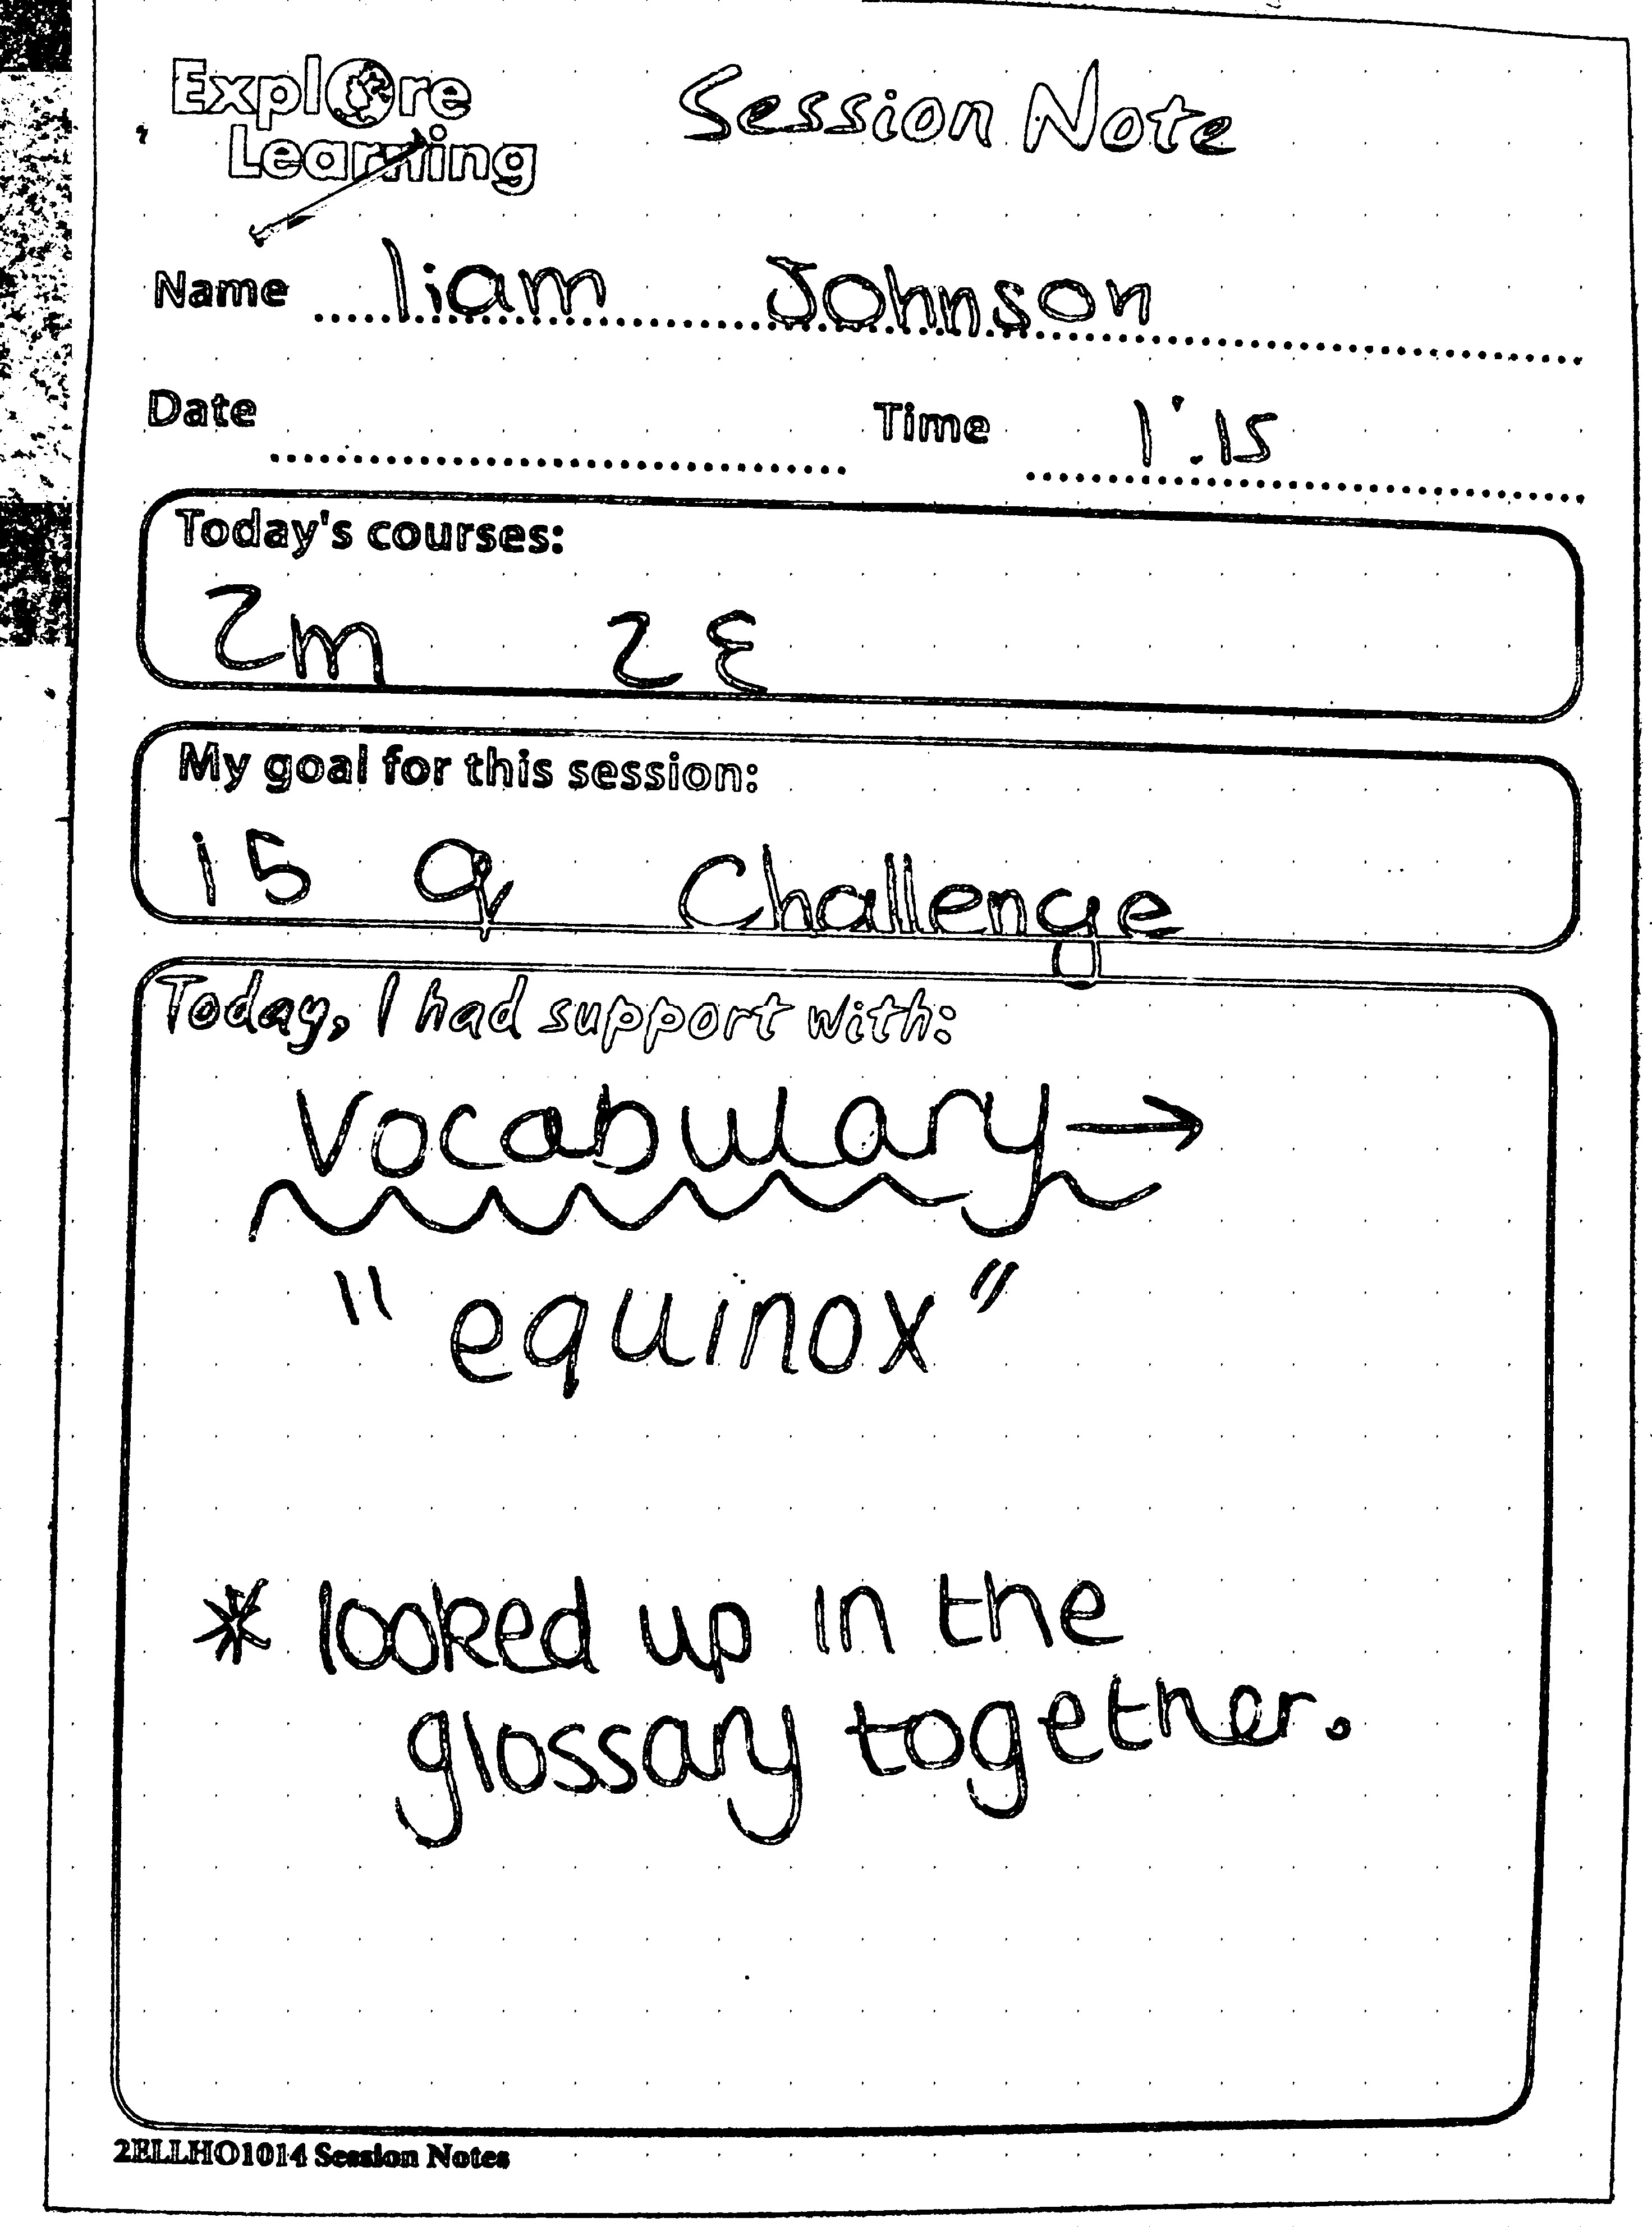 Explore
Learning
Session Note
Name liam Johnson
Date Time 1:15
Today's courses:
2m 2E
My goal for this session:
15 q Challenge
Today, I had support with:
Vocabulary →
"equinox"
* looked up in the
glossary together.
2ELLHO1014 Session Notes